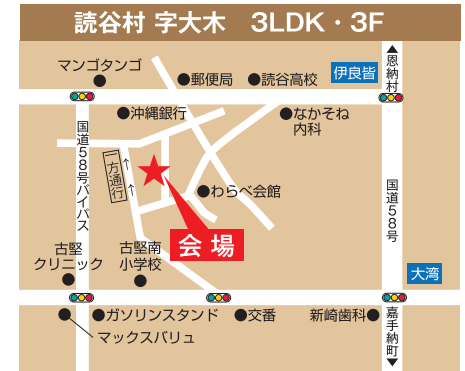 読谷村 字大木 3LDK・3F
マンゴタンゴ
郵便局
読谷高校
伊良皆
恩納村
沖縄銀行
なかそね
内科
国道58号バイパス
一方通行
わらべ会館
国道58号
会場
古堅
クリニック
古堅南
小学校
大湾
ガソリンスタンド
交番
新崎歯科
マックスバリュ
嘉手納町